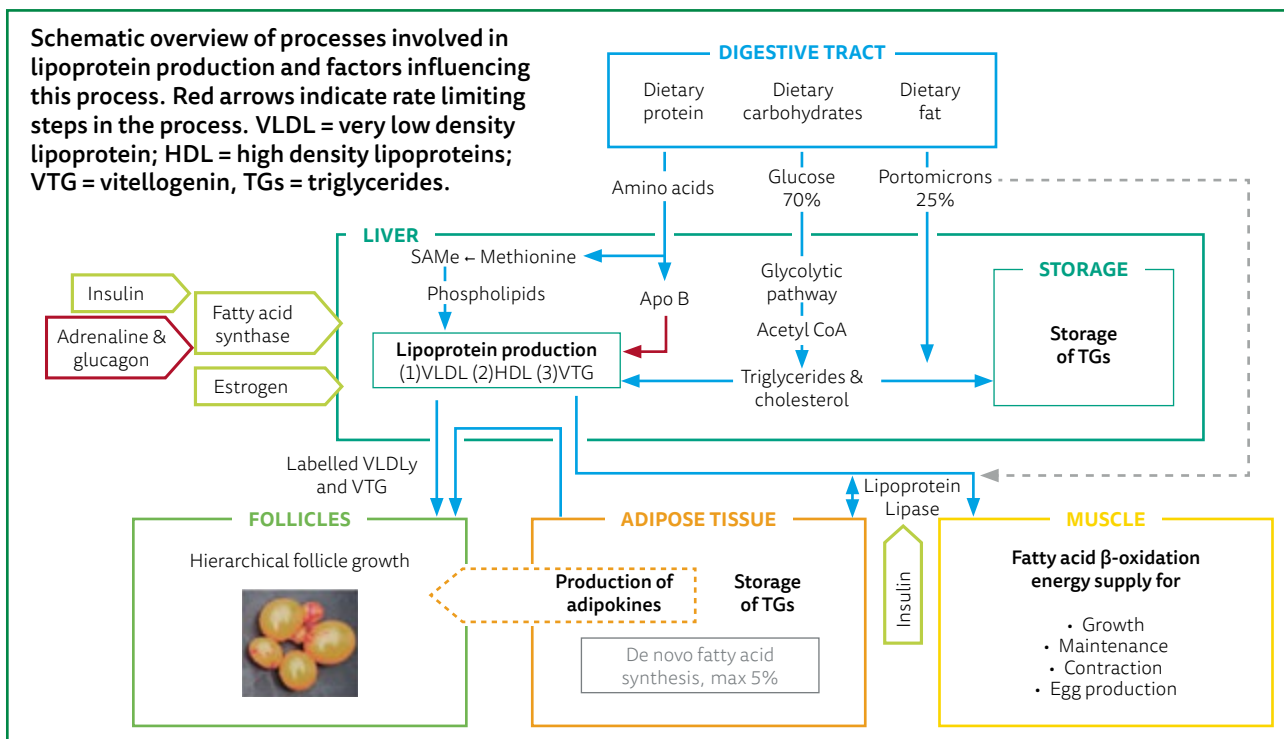 Schematic overview of processes involved in
lipoprotein production and factors influencing
this process. Red arrows indicate rate limiting
steps in the process. VLDL = very low density
lipoprotein; HDL = high density lipoproteins;
VTG = vitellogenin, TGs = triglycerides.
DIGESTIVE TRACT
Dietary
protein
Dietary
carbohydrates
Dietary
fat
Amino acids
Glucose
70%
Portomicrons
25%
LIVER
SAMe ← Methionine
Phospholipids
Apo B
Glycolytic
pathway
Acetyl CoA
Triglycerides &
cholesterol
STORAGE
Storage
of TGs
Insulin
Adrenaline &
glucagon
Fatty acid
synthase
Estrogen
Lipoprotein production
(1)VLDL (2)HDL (3)VTG
Labelled VLDLy
and VTG
Lipoprotein
Lipase
Insulin
FOLLICLES
Hierarchical follicle growth
ADIPOSE TISSUE
Production of
adipokines
Storage
of TGs
De novo fatty acid
synthesis, max 5%
MUSCLE
Fatty acid β-oxidation
energy supply for
• Growth
• Maintenance
• Contraction
• Egg production